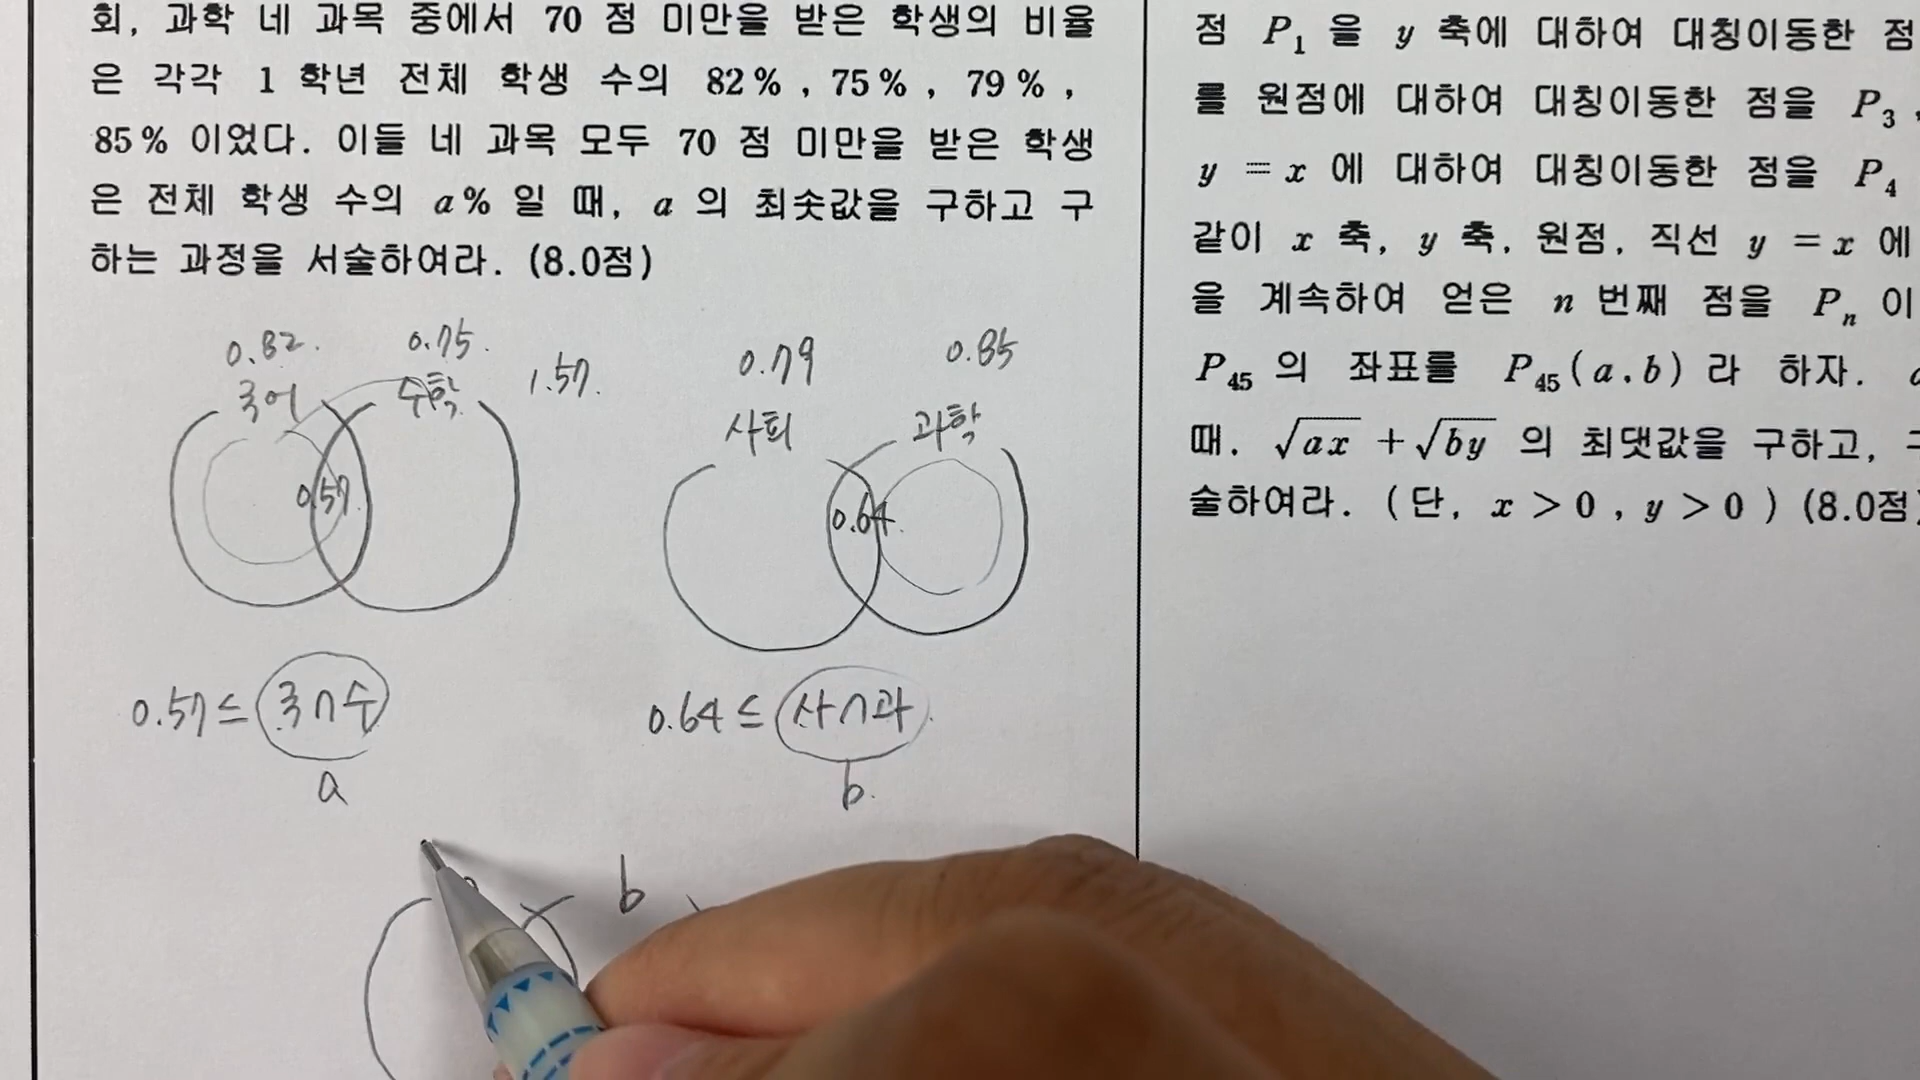 회, 과학 네 과목 중에서 70 점 미만을 받은 학생의 비율
은 각각 1 학년 전체 학생 수의 82 % , 75 % , 79 % ,
85 % 이었다. 이들 네 과목 모두 70 점 미만을 받은 학생
은 전체 학생 수의 a % 일 때, a 의 최솟값을 구하고 구
하는 과정을 서술하여라. (8.0점)
0.82. 0.75.
국어 수학 1.57.
0.57.
0.79 0.85
사회 과학
0.64.
0.57 ≤ 국∩수
a
0.64 ≤ 사∩과.
b.
b
점 P₁ 을 y 축에 대하여 대칭이동한 점
를 원점에 대하여 대칭이동한 점을 P₃ ,
y = x 에 대하여 대칭이동한 점을 P₄
같이 x 축, y 축, 원점, 직선 y = x 에
을 계속하여 얻은 n 번째 점을 Pₙ 이
P₄₅ 의 좌표를 P₄₅(a, b) 라 하자.
때. √ax + √by 의 최댓값을 구하고,
술하여라. ( 단, x > 0 , y > 0 ) (8.0점)